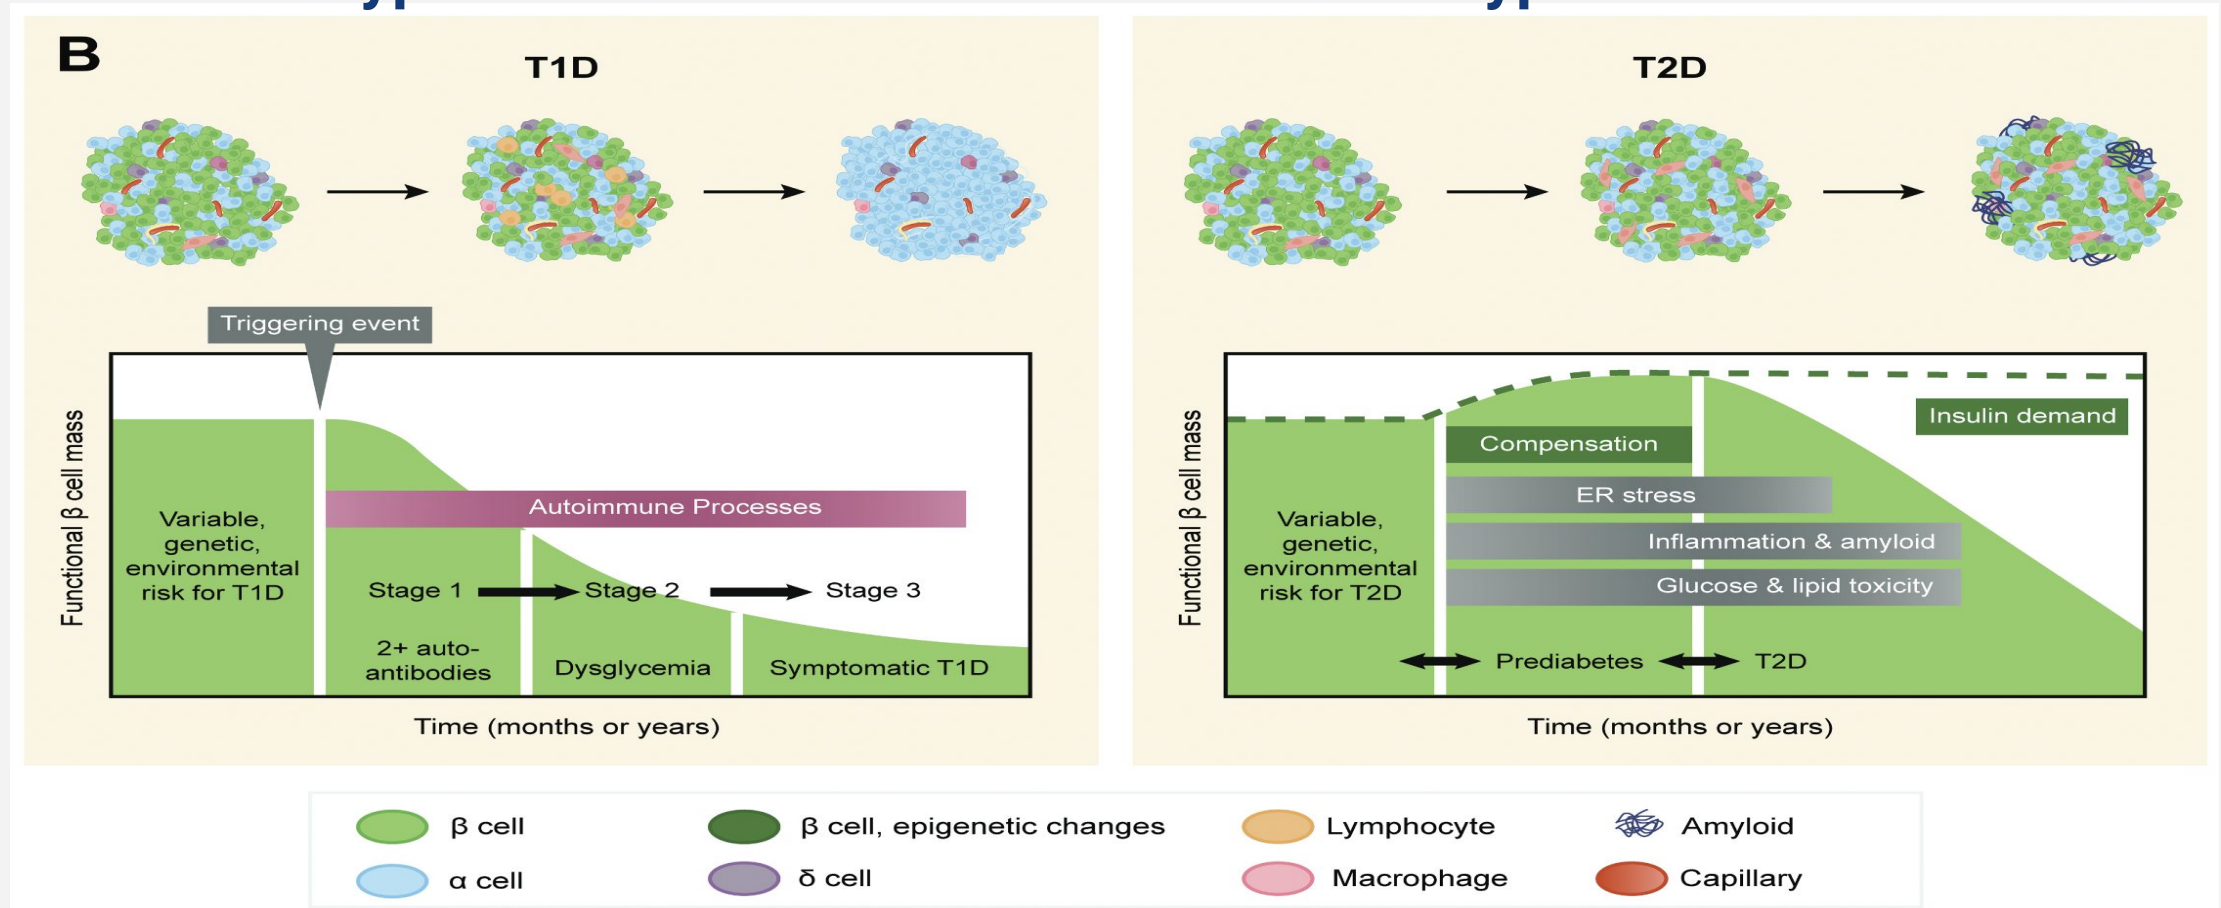 B
T1D
Triggering event
Functional β cell mass
Variable,
genetic,
environmental
risk for T1D
Autoimmune Processes
Stage 1
Stage 2
Stage 3
2+ auto-
antibodies
Dysglycemia
Symptomatic T1D
Time (months or years)
T2D
Functional β cell mass
Insulin demand
Compensation
ER stress
Variable,
genetic,
environmental
risk for T2D
Inflammation & amyloid
Glucose & lipid toxicity
Prediabetes
T2D
Time (months or years)
β cell
β cell, epigenetic changes
Lymphocyte
Amyloid
α cell
δ cell
Macrophage
Capillary